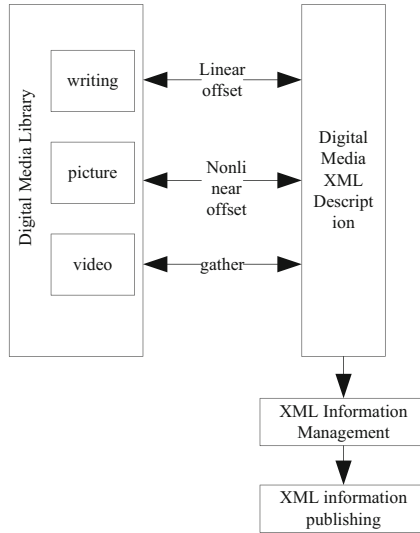 Digital Media Library
writing
picture
video
Linear
offset
Nonli
near
offset
gather
Digital
Media
XML
Descript
ion
XML Information
Management
XML information
publishing